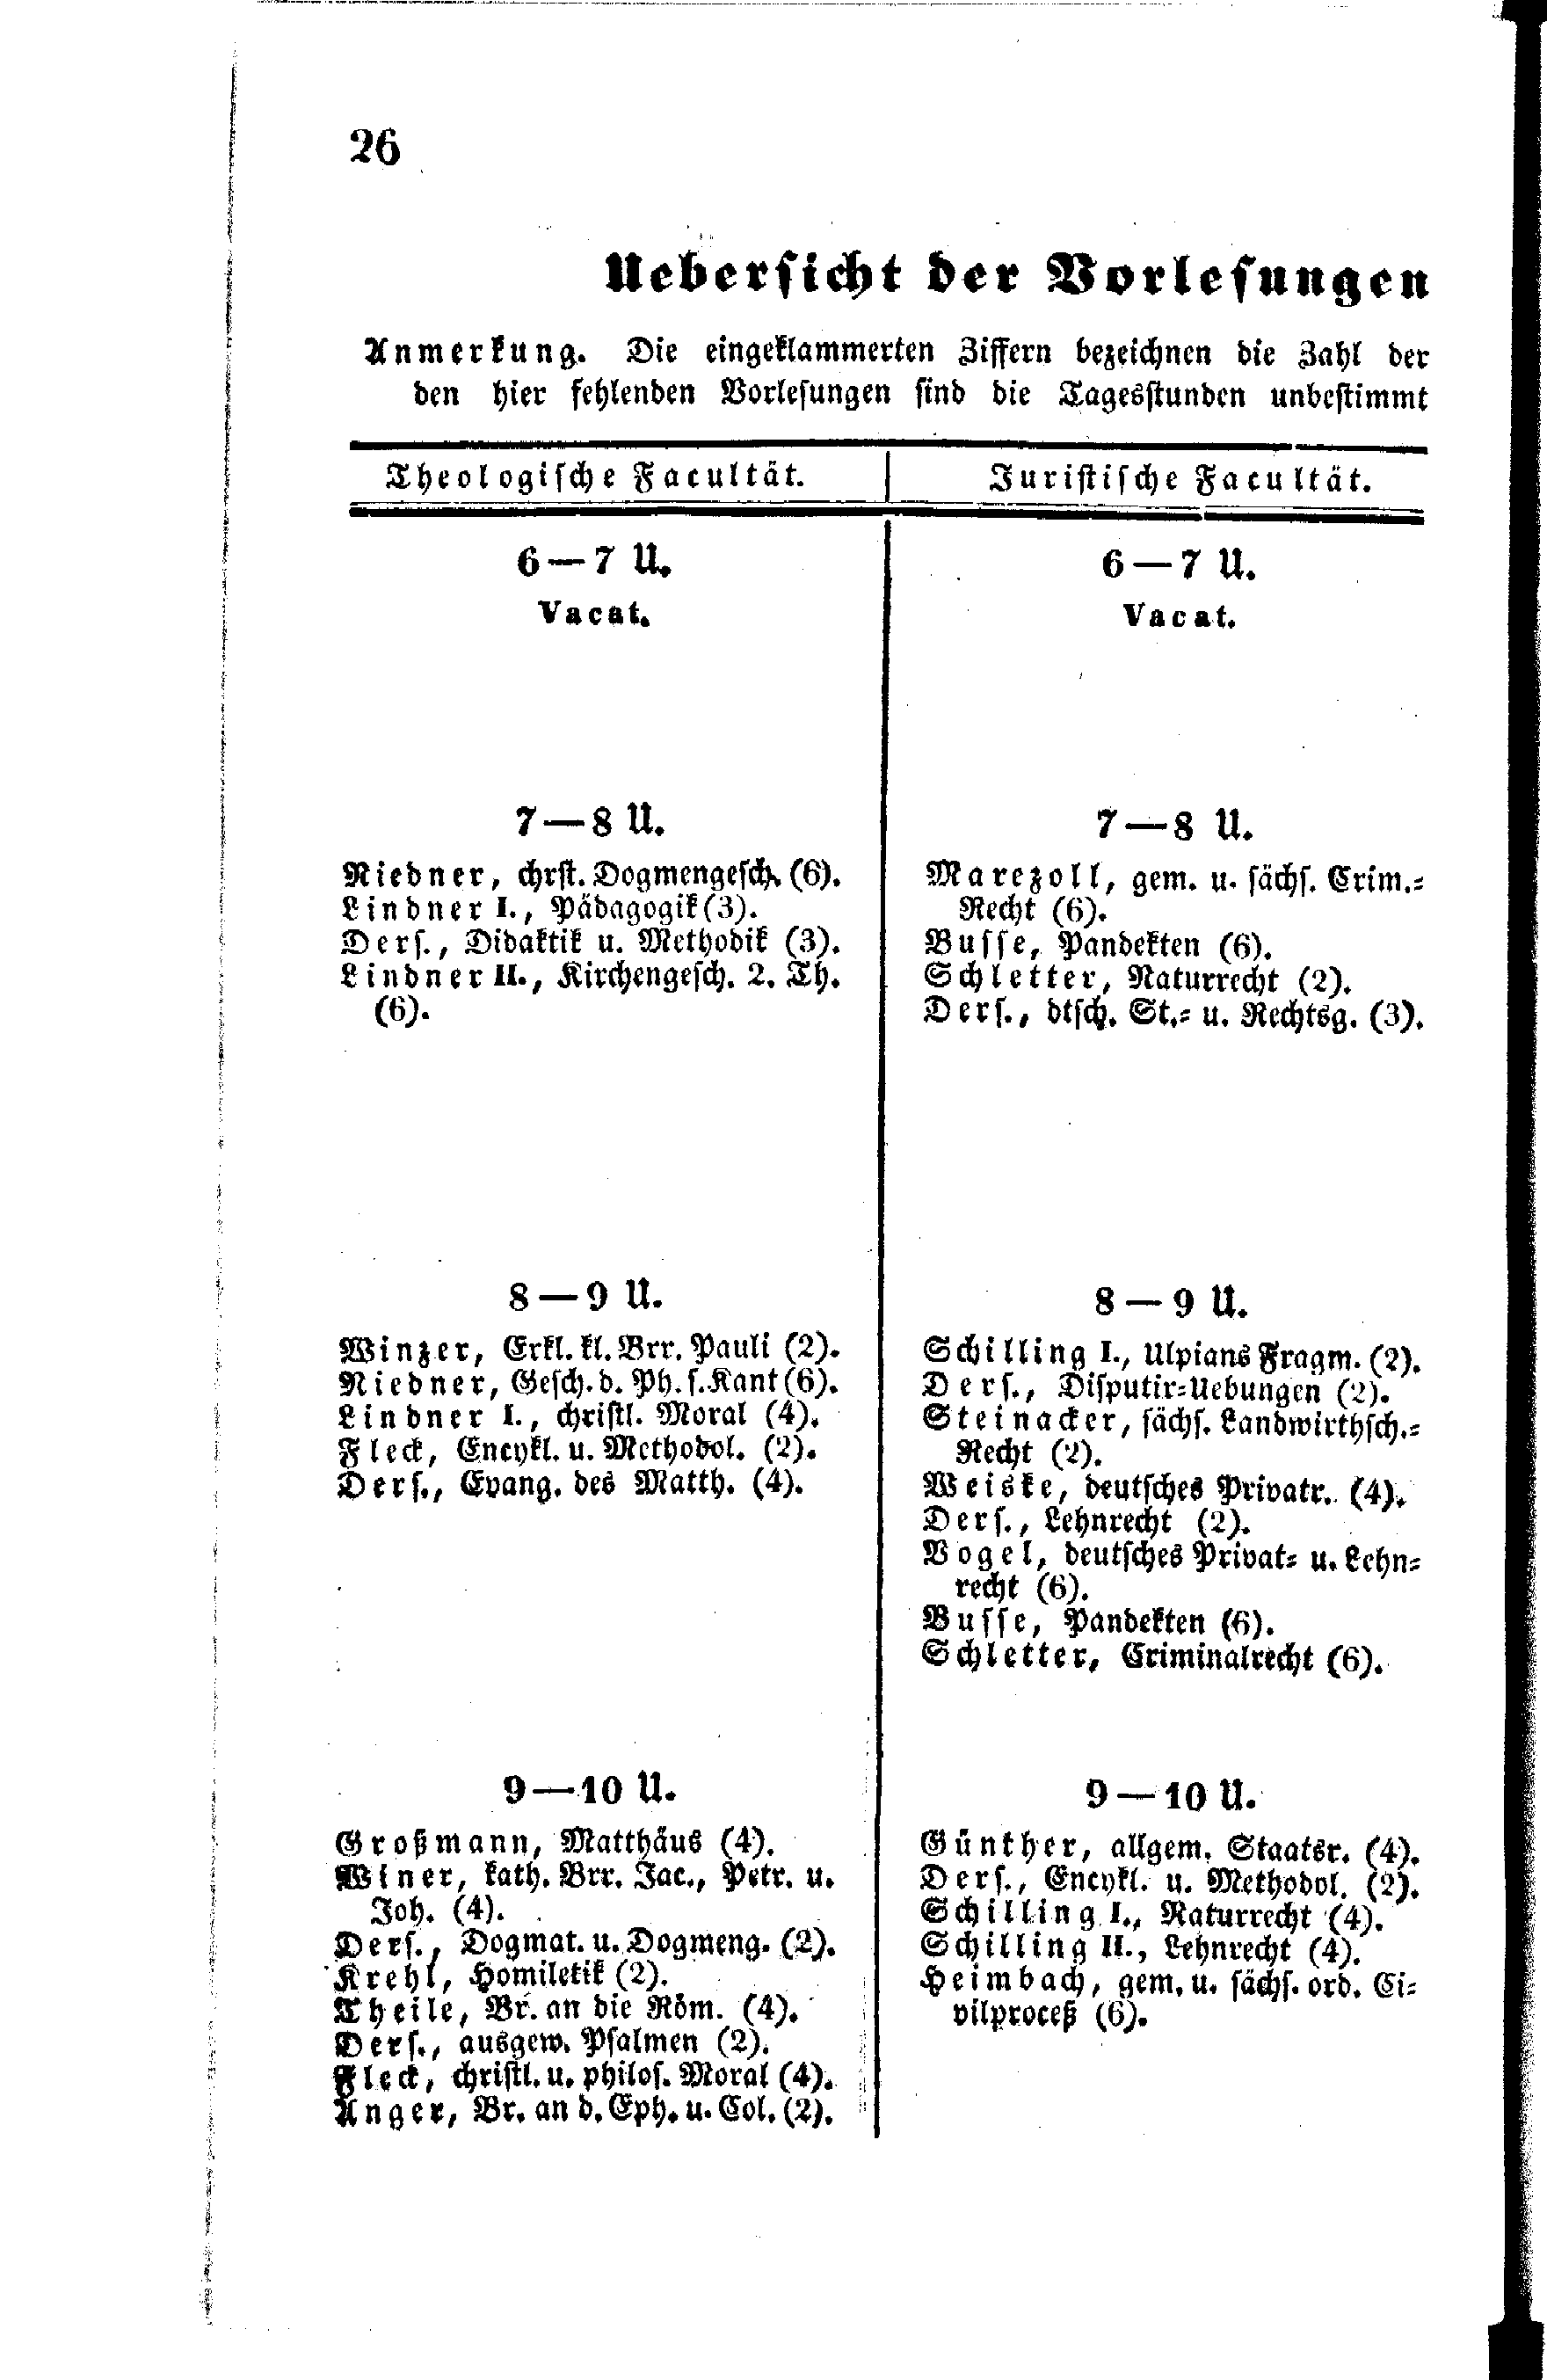 26
Uebersicht der Vorlesungen
Anmerkung. Die eingeklammerten Ziffern bezeichnen die Zahl der
den hier fehlenden Vorlesungen sind die Tagesstunden unbestimmt
Theologische Facultät.
6—7 U.
Vacat.
7—8 U.
Niedner, chrst. Dogmengesch. (6).
Lindner I., Pädagogik (3).
Ders., Didaktik u. Methodik (3).
Lindner II., Kirchengesch. 2. Th.
(6).
8—9 U.
Winzer, Erkl. kl. Brr. Pauli (2).
Niedner, Gesch. d. Ph. s. Kant (6).
Lindner I., christl. Moral (4).
Fleck, Encykl. u. Methodol. (2).
Ders., Evang. des Matth. (4).
9—10 U.
Großmann, Matthäus (4).
Winer, kath. Brr. Jac., Petr. u.
Joh. (4).
Ders., Dogmat. u. Dogmeng. (2).
Krehl, Homiletik (2).
Theile, Br. an die Röm. (4).
Ders., ausgew. Psalmen (2).
Fleck, christl. u. philos. Moral (4).
Anger, Br. an d. Eph. u. Col. (2).
Juristische Facultät.
6—7 U.
Vacat.
7—8 U.
Marezoll, gem. u. sächs. Crim.-
Recht (6).
Busse, Pandekten (6).
Schletter, Naturrecht (2).
Ders., dtsch. St.- u. Rechtsg. (3).
8—9 U.
Schilling I., Ulpians Fragm. (2).
Ders., Disputir-Uebungen (2).
Steinacker, sächs. Landwirthsch.-
Recht (2).
Weiske, deutsches Privatr. (4).
Ders., Lehnrecht (2).
Vogel, deutsches Privat- u. Lehn-
recht (6).
Busse, Pandekten (6).
Schletter, Criminalrecht (6).
9—10 U.
Günther, allgem. Staatsr. (4).
Ders., Encykl. u. Methodol. (2).
Schilling I., Naturrecht (4).
Schilling II., Lehnrecht (4).
Heimbach, gem. u. sächs. ord. Ci-
vilproceß (6).